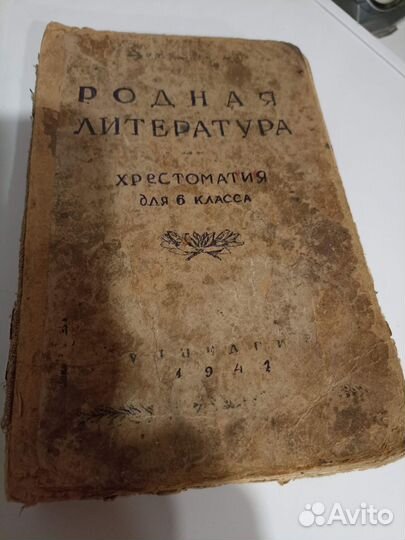 РОДНАЯ
ЛИТЕРАТУРА
ХРЕСТОМАТИЯ
ДЛЯ 6 КЛАССА
1941
Avito